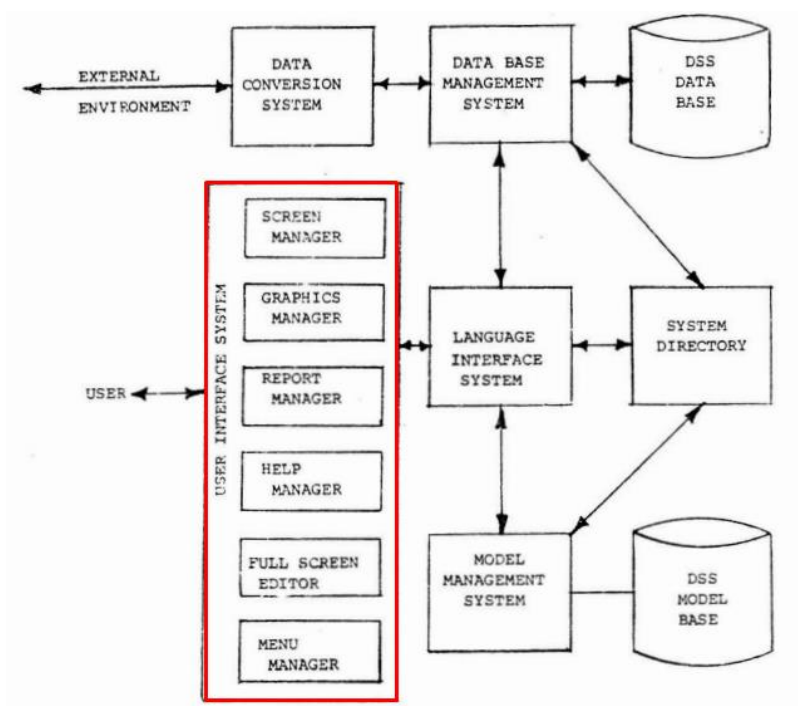 EXTERNAL
ENVIRONMENT
DATA
CONVERSION
SYSTEM
DATA BASE
MANAGEMENT
SYSTEM
DSS
DATA
BASE
USER
USER INTERFACE SYSTEM
SCREEN
MANAGER
GRAPHICS
MANAGER
REPORT
MANAGER
HELP
MANAGER
FULL SCREEN
EDITOR
MENU
MANAGER
LANGUAGE
INTERFACE
SYSTEM
SYSTEM
DIRECTORY
MODEL
MANAGEMENT
SYSTEM
DSS
MODEL
BASE